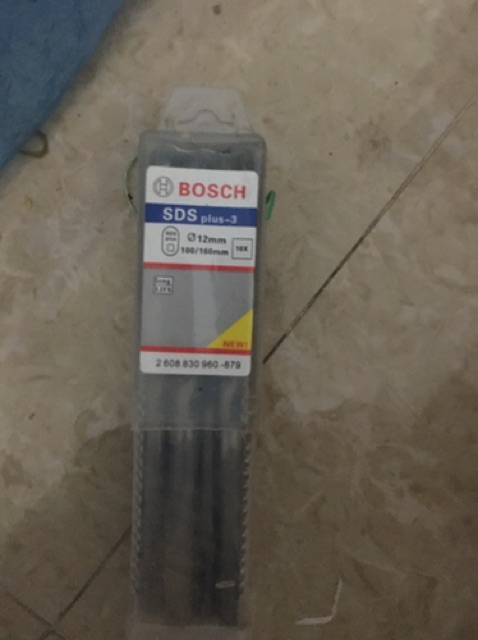 BOSCH
SDS plus-3
Ø12mm
100/160mm
10X
NEW!
2 608 830 960 -879